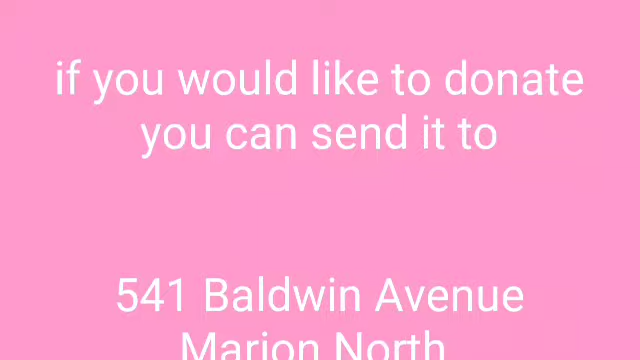 if you would like to donate
you can send it to
541 Baldwin Avenue
Marion North